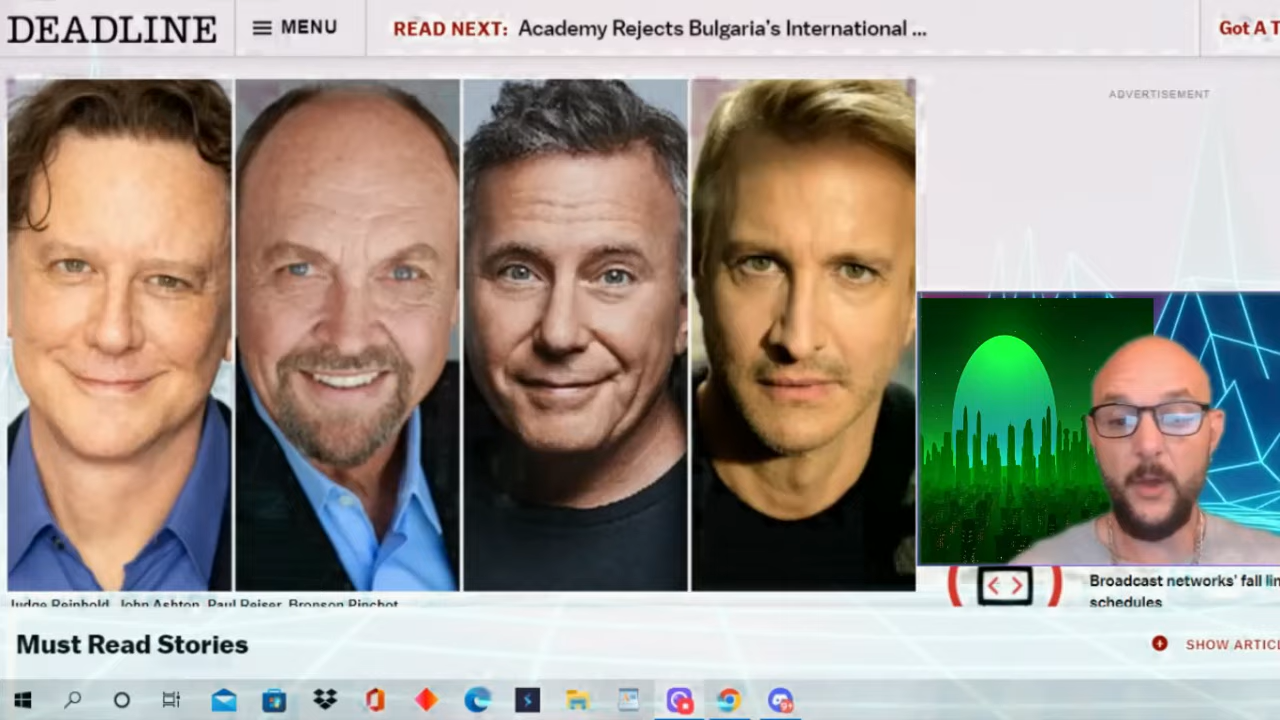 DEADLINE
MENU
READ NEXT: Academy Rejects Bulgaria's International ...
Got A T
ADVERTISEMENT
Judge Reinhold, John Ashton, Paul Reiser, Bronson Pinchot
Broadcast networks' fall lin
schedules
Must Read Stories
SHOW ARTICL